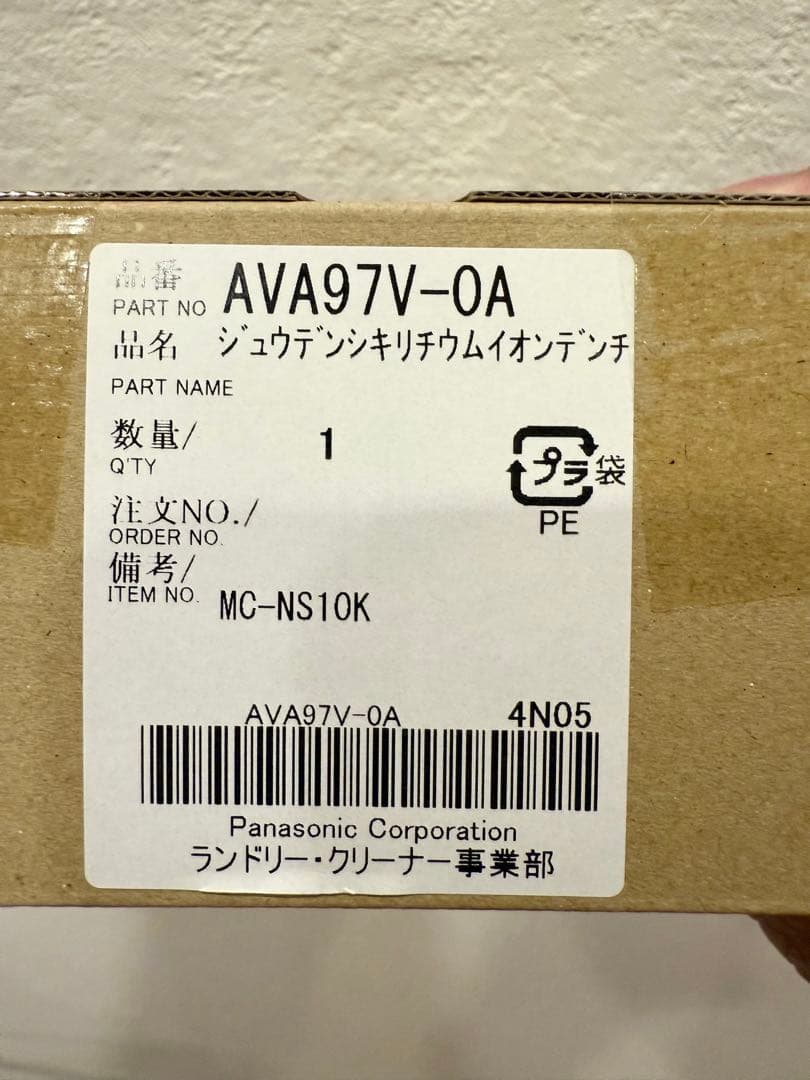 品番
PART NO AVA97V-0A
品名 ジュウデンシキリチウムイオンデンチ
PART NAME
数量/ 1
Q'TY
プラ 袋
PE
注文NO./
ORDER NO.
備考/
ITEM NO. MC-NS10K
AVA97V-0A 4N05
Panasonic Corporation
ランドリー・クリーナー事業部